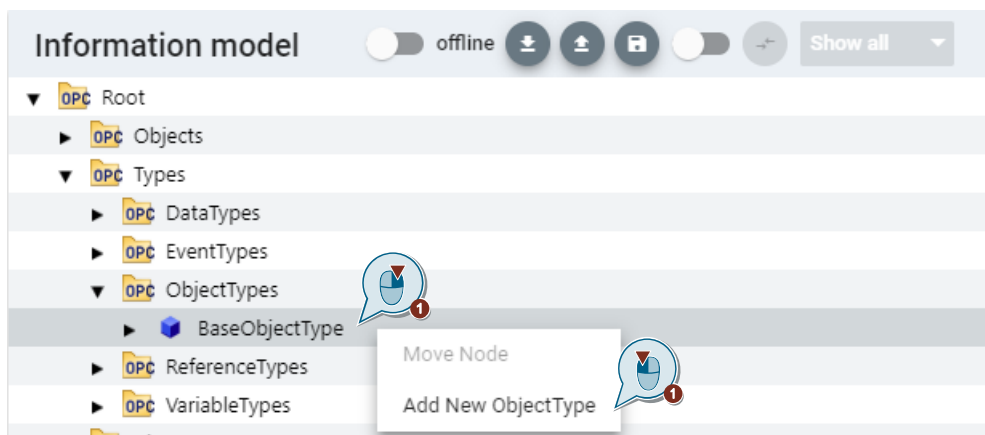 Information model offline Show all
OPC Root
OPC Objects
OPC Types
OPC DataTypes
OPC EventTypes
OPC ObjectTypes
1
BaseObjectType
Move Node
OPC ReferenceTypes
1
OPC VariableTypes
Add New ObjectType